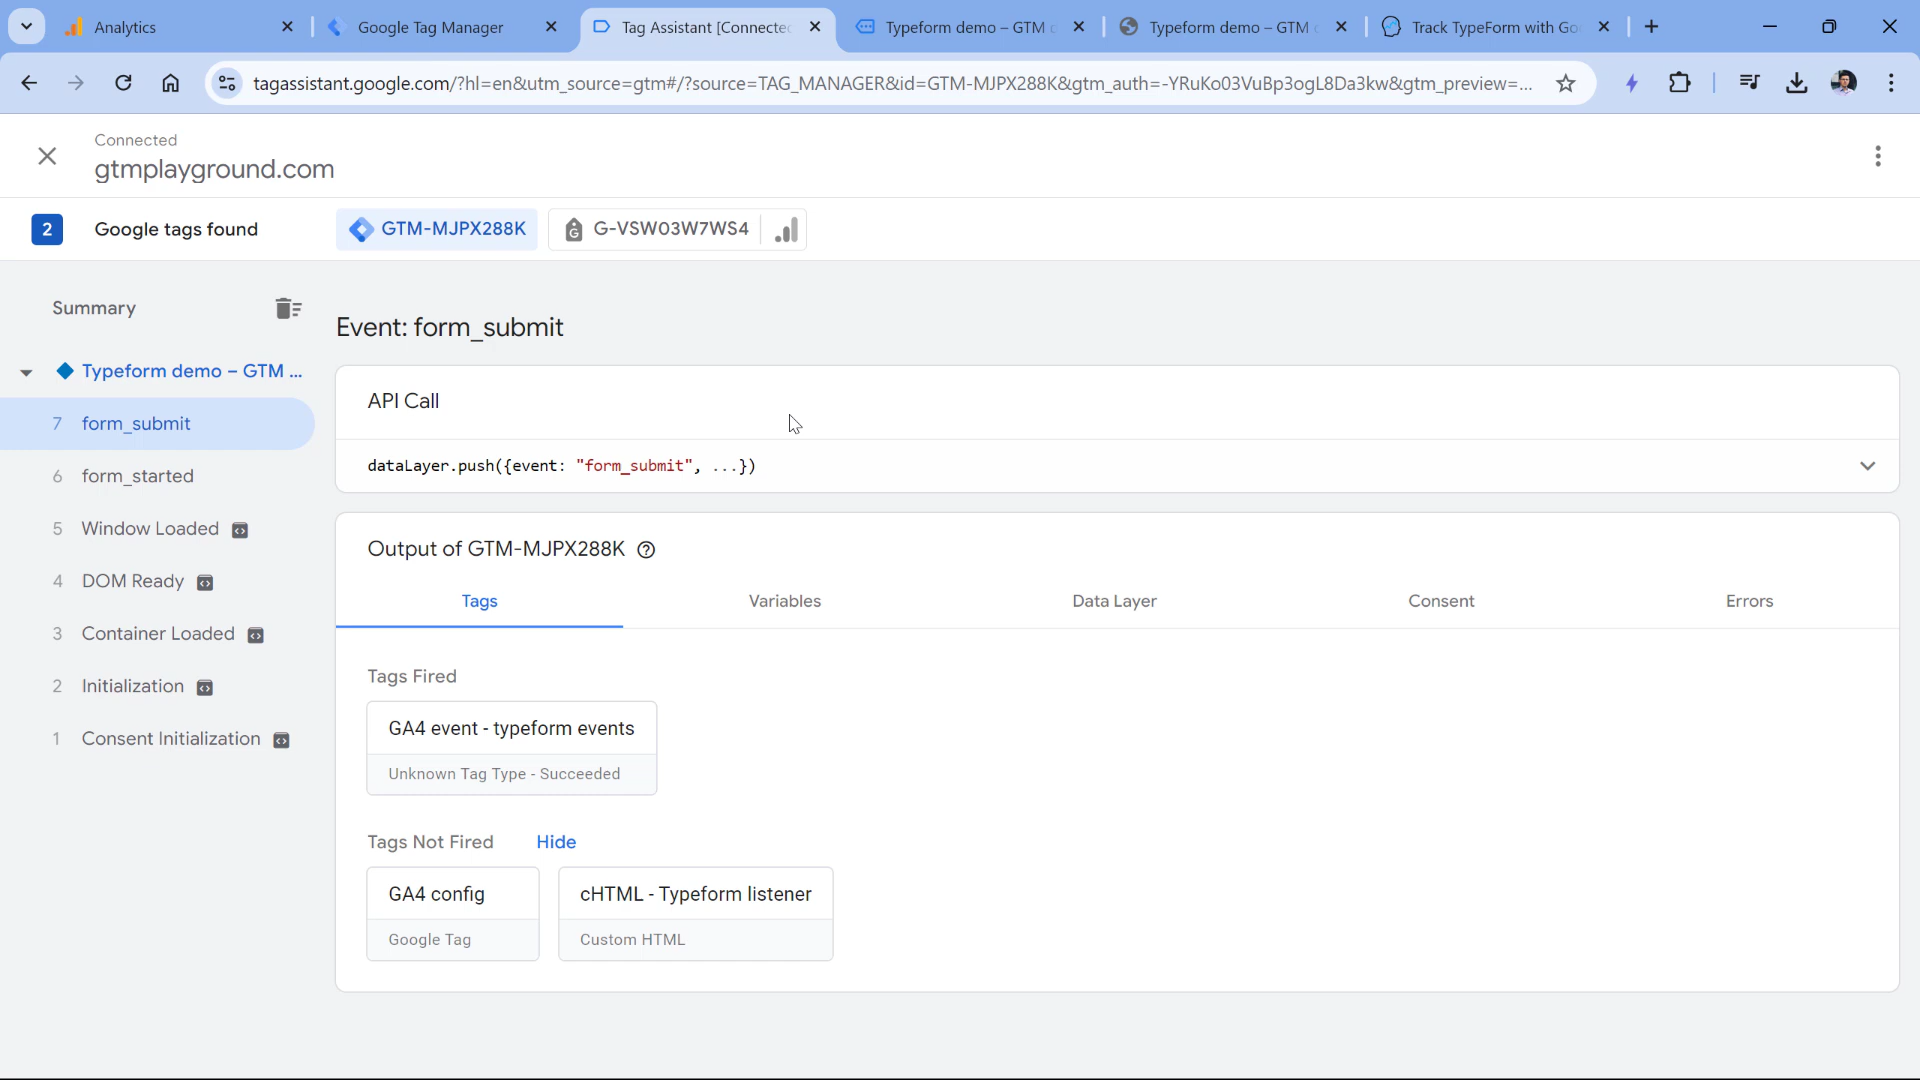 Analytics
Google Tag Manager
Tag Assistant [Connected
Typeform demo – GTM
Typeform demo – GTM
Track TypeForm with Go
tagassistant.google.com/?hl=en&utm_source=gtm#/?source=TAG_MANAGER&id=GTM-MJPX288K&gtm_auth=-YRuKo03VuBp3ogL8Da3kw&gtm_preview=...
Connected
gtmplayground.com
2
Google tags found
GTM-MJPX288K
G-VSW03W7WS4
Summary
Typeform demo – GTM ...
7 form_submit
6 form_started
5 Window Loaded
4 DOM Ready
3 Container Loaded
2 Initialization
1 Consent Initialization
Event: form_submit
API Call
dataLayer.push({event: "form_submit", ...})
Output of GTM-MJPX288K
Tags
Variables
Data Layer
Consent
Errors
Tags Fired
GA4 event - typeform events
Unknown Tag Type - Succeeded
Tags Not Fired
Hide
GA4 config
Google Tag
cHTML - Typeform listener
Custom HTML